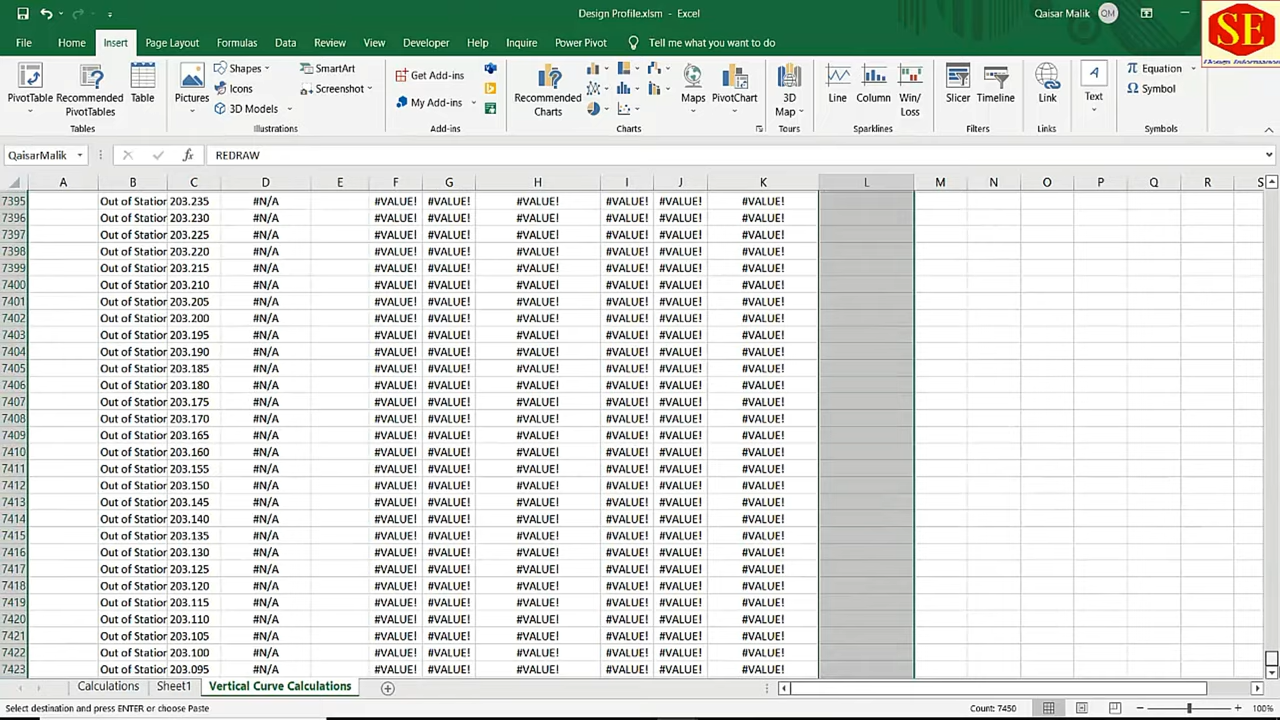 Design Profile.xlsm - Excel
Qaisar Malik QM
SE
File Home Insert Page Layout Formulas Data Review View Developer Help Inquire Power Pivot Tell me what you want to do
PivotTable Recommended PivotTables Table
Tables
Pictures Shapes Icons 3D Models SmartArt Screenshot
Illustrations
Get Add-ins My Add-ins
Add-ins
Recommended Charts Maps PivotChart
Charts
3D Map
Tours
Line Column Win/Loss
Sparklines
Slicer Timeline
Filters
Link
Links
Text
Equation Symbol
Symbols
QaisarMalik fx REDRAW
A B C D E F G H I J K L M N O P Q R S
7395 Out of Station 203.235 #N/A #VALUE! #VALUE! #VALUE! #VALUE! #VALUE! #VALUE!
7396 Out of Station 203.230 #N/A #VALUE! #VALUE! #VALUE! #VALUE! #VALUE! #VALUE!
7397 Out of Station 203.225 #N/A #VALUE! #VALUE! #VALUE! #VALUE! #VALUE! #VALUE!
7398 Out of Station 203.220 #N/A #VALUE! #VALUE! #VALUE! #VALUE! #VALUE! #VALUE!
7399 Out of Station 203.215 #N/A #VALUE! #VALUE! #VALUE! #VALUE! #VALUE! #VALUE!
7400 Out of Station 203.210 #N/A #VALUE! #VALUE! #VALUE! #VALUE! #VALUE! #VALUE!
7401 Out of Station 203.205 #N/A #VALUE! #VALUE! #VALUE! #VALUE! #VALUE! #VALUE!
7402 Out of Station 203.200 #N/A #VALUE! #VALUE! #VALUE! #VALUE! #VALUE! #VALUE!
7403 Out of Station 203.195 #N/A #VALUE! #VALUE! #VALUE! #VALUE! #VALUE! #VALUE!
7404 Out of Station 203.190 #N/A #VALUE! #VALUE! #VALUE! #VALUE! #VALUE! #VALUE!
7405 Out of Station 203.185 #N/A #VALUE! #VALUE! #VALUE! #VALUE! #VALUE! #VALUE!
7406 Out of Station 203.180 #N/A #VALUE! #VALUE! #VALUE! #VALUE! #VALUE! #VALUE!
7407 Out of Station 203.175 #N/A #VALUE! #VALUE! #VALUE! #VALUE! #VALUE! #VALUE!
7408 Out of Station 203.170 #N/A #VALUE! #VALUE! #VALUE! #VALUE! #VALUE! #VALUE!
7409 Out of Station 203.165 #N/A #VALUE! #VALUE! #VALUE! #VALUE! #VALUE! #VALUE!
7410 Out of Station 203.160 #N/A #VALUE! #VALUE! #VALUE! #VALUE! #VALUE! #VALUE!
7411 Out of Station 203.155 #N/A #VALUE! #VALUE! #VALUE! #VALUE! #VALUE! #VALUE!
7412 Out of Station 203.150 #N/A #VALUE! #VALUE! #VALUE! #VALUE! #VALUE! #VALUE!
7413 Out of Station 203.145 #N/A #VALUE! #VALUE! #VALUE! #VALUE! #VALUE! #VALUE!
7414 Out of Station 203.140 #N/A #VALUE! #VALUE! #VALUE! #VALUE! #VALUE! #VALUE!
7415 Out of Station 203.135 #N/A #VALUE! #VALUE! #VALUE! #VALUE! #VALUE! #VALUE!
7416 Out of Station 203.130 #N/A #VALUE! #VALUE! #VALUE! #VALUE! #VALUE! #VALUE!
7417 Out of Station 203.125 #N/A #VALUE! #VALUE! #VALUE! #VALUE! #VALUE! #VALUE!
7418 Out of Station 203.120 #N/A #VALUE! #VALUE! #VALUE! #VALUE! #VALUE! #VALUE!
7419 Out of Station 203.115 #N/A #VALUE! #VALUE! #VALUE! #VALUE! #VALUE! #VALUE!
7420 Out of Station 203.110 #N/A #VALUE! #VALUE! #VALUE! #VALUE! #VALUE! #VALUE!
7421 Out of Station 203.105 #N/A #VALUE! #VALUE! #VALUE! #VALUE! #VALUE! #VALUE!
7422 Out of Station 203.100 #N/A #VALUE! #VALUE! #VALUE! #VALUE! #VALUE! #VALUE!
7423 Out of Station 203.095 #N/A #VALUE! #VALUE! #VALUE! #VALUE! #VALUE! #VALUE!
Calculations Sheet1 Vertical Curve Calculations
Select destination and press ENTER or choose Paste Count: 7450 100%